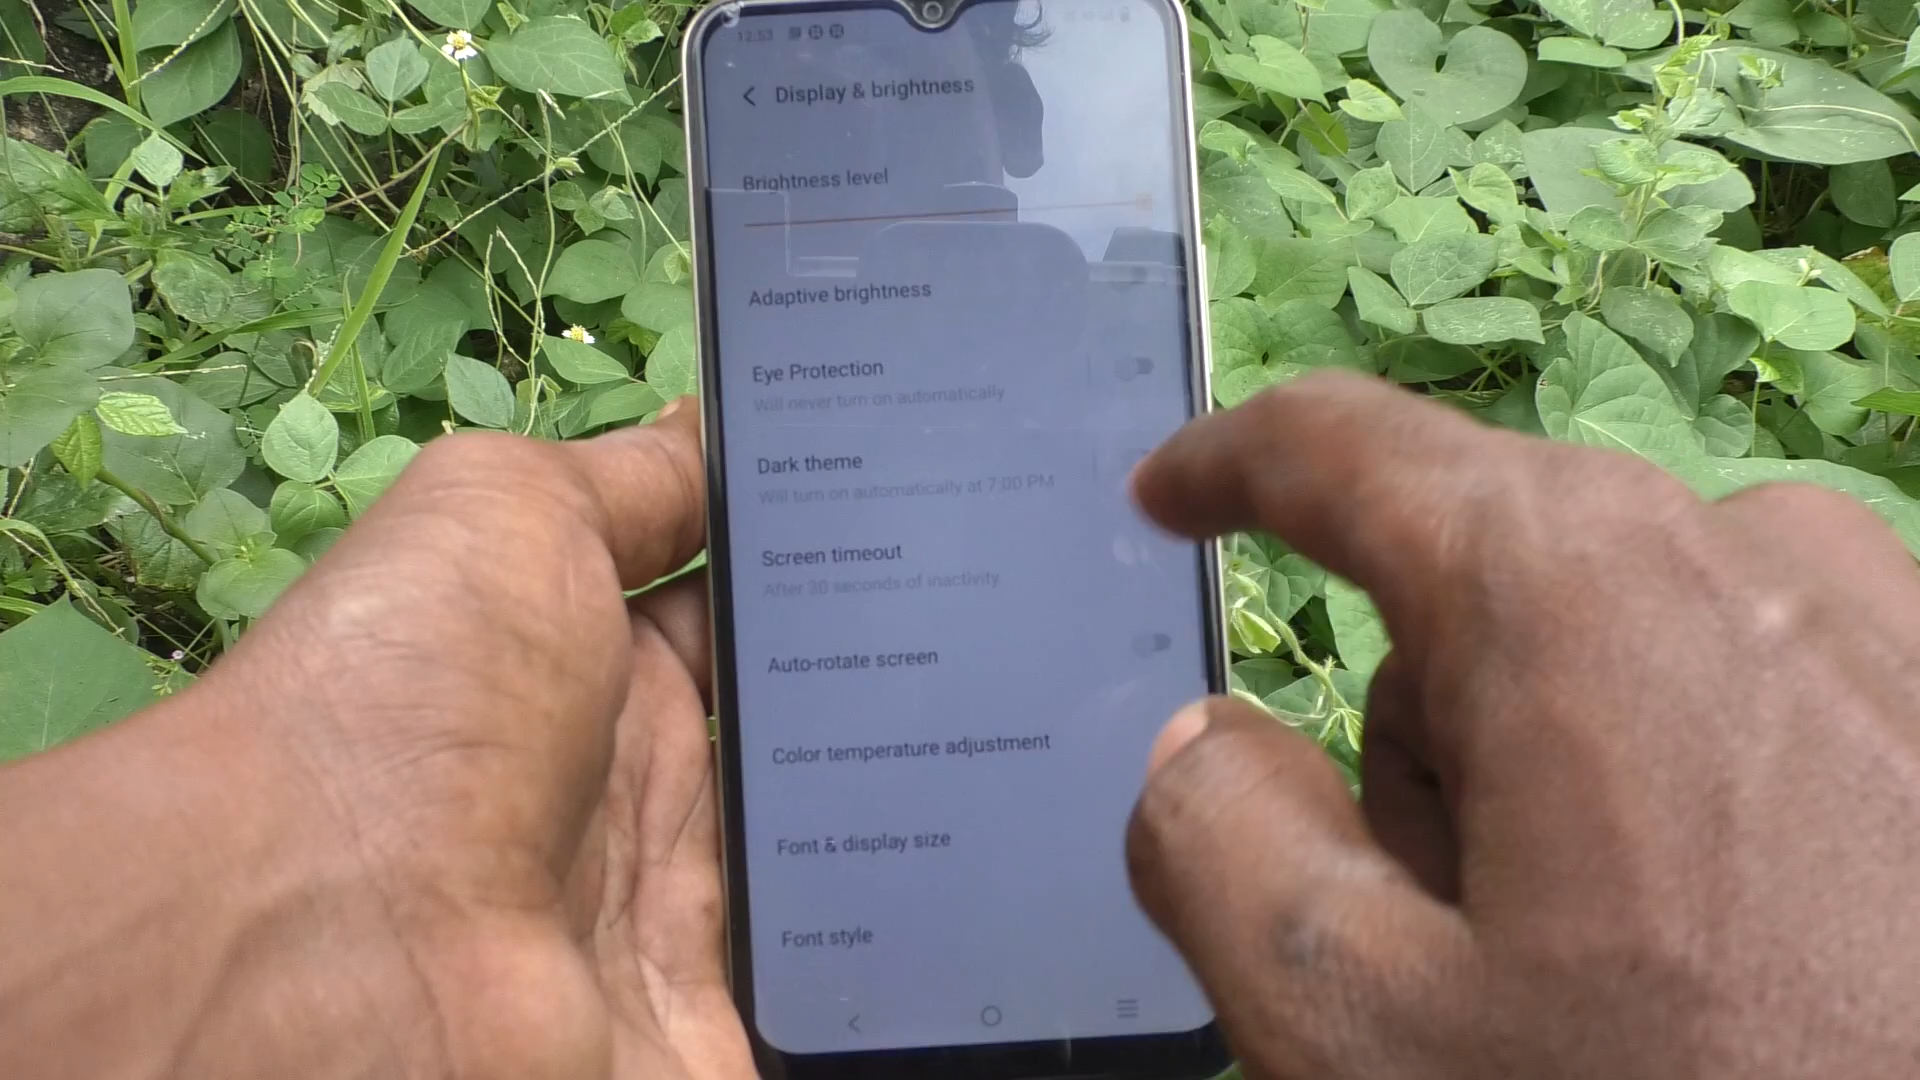 12:53
Display & brightness
Brightness level
Adaptive brightness
Eye Protection
Will never turn on automatically
Dark theme
Will turn on automatically at 7:00 PM
Screen timeout
After 30 seconds of inactivity
Auto-rotate screen
Color temperature adjustment
Font & display size
Font style